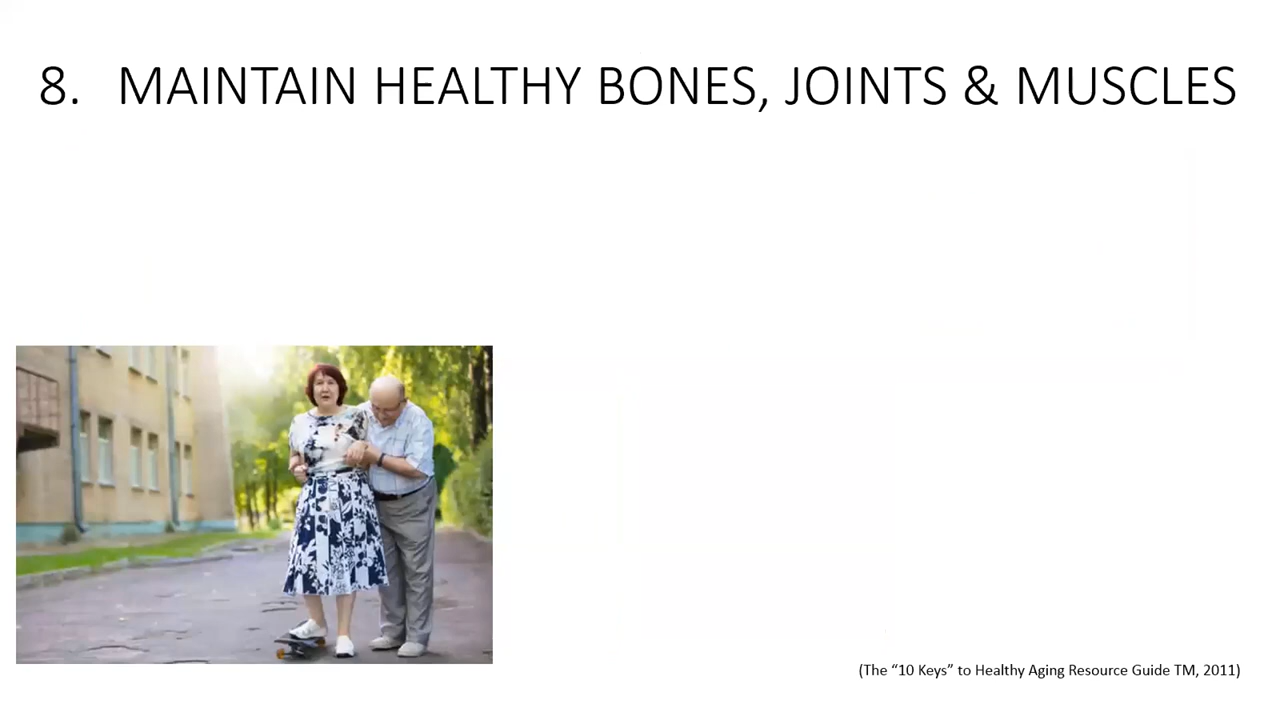 8. MAINTAIN HEALTHY BONES, JOINTS & MUSCLES
(The “10 Keys” to Healthy Aging Resource Guide TM, 2011)